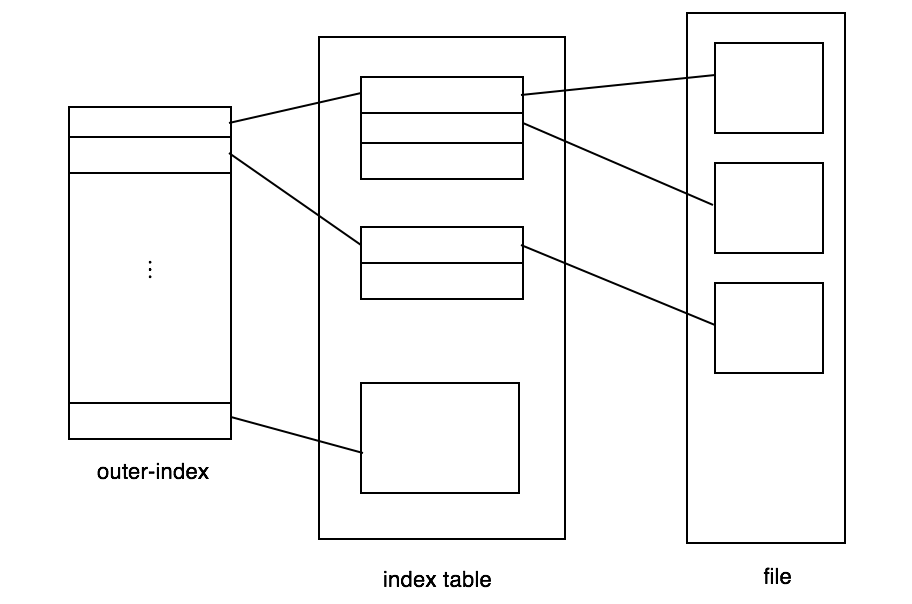 ⋮
outer-index
index table
file